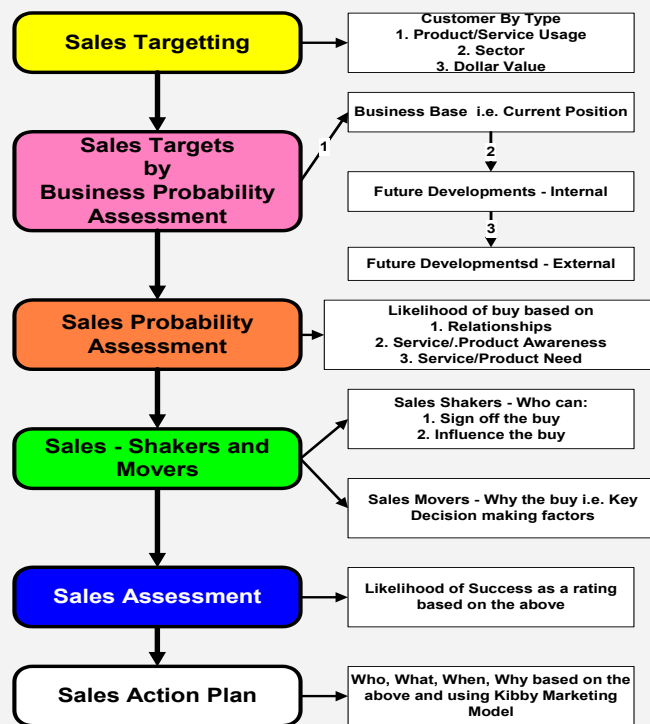 Sales Targetting
Customer By Type
1. Product/Service Usage
2. Sector
3. Dollar Value
Sales Targets
by
Business Probability
Assessment
1
Business Base i.e. Current Position
2
Future Developments - Internal
3
Future Developmentsd - External
Sales Probability
Assessment
Likelihood of buy based on
1. Relationships
2. Service/.Product Awareness
3. Service/Product Need
Sales - Shakers and
Movers
Sales Shakers - Who can:
1. Sign off the buy
2. Influence the buy
Sales Movers - Why the buy i.e. Key
Decision making factors
Sales Assessment
Likelihood of Success as a rating
based on the above
Sales Action Plan
Who, What, When, Why based on the
above and using Kibby Marketing
Model